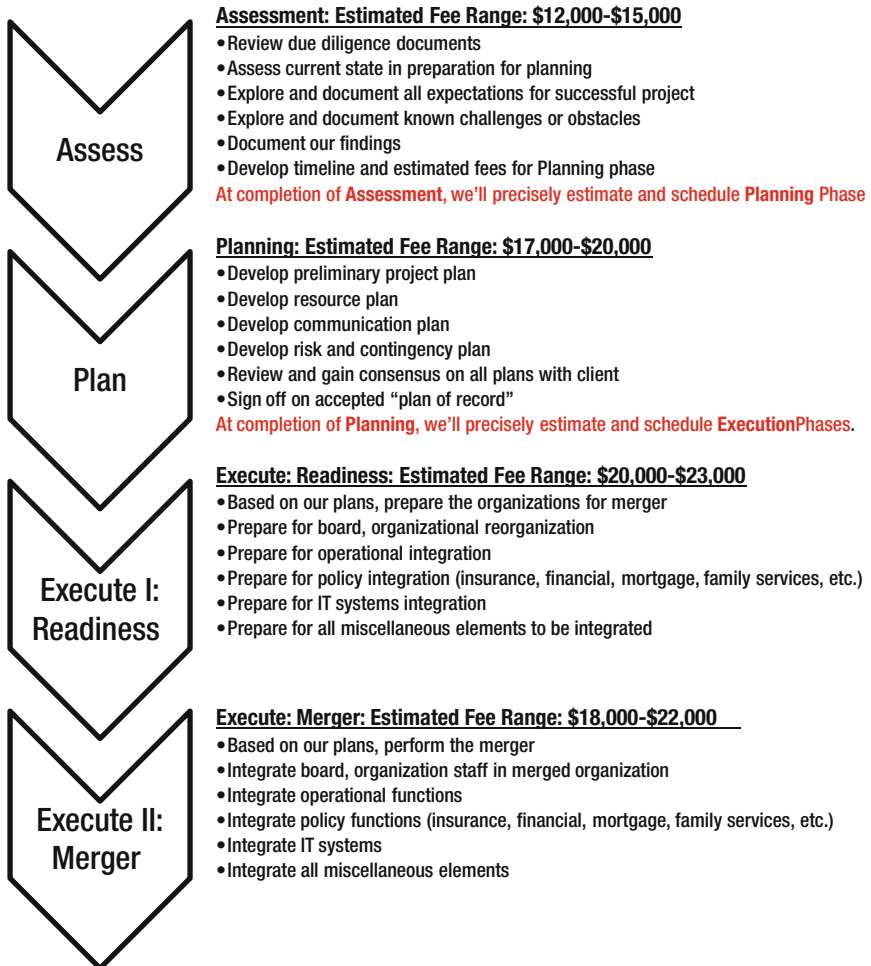 Assess
Assessment: Estimated Fee Range: $12,000-$15,000
•Review due diligence documents
•Assess current state in preparation for planning
•Explore and document all expectations for successful project
•Explore and document known challenges or obstacles
•Document our findings
•Develop timeline and estimated fees for Planning phase
At completion of Assessment, we’ll precisely estimate and schedule Planning Phase
Plan
Planning: Estimated Fee Range: $17,000-$20,000
•Develop preliminary project plan
•Develop resource plan
•Develop communication plan
•Develop risk and contingency plan
•Review and gain consensus on all plans with client
•Sign off on accepted “plan of record”
At completion of Planning, we’ll precisely estimate and schedule ExecutionPhases.
Execute I:
Readiness
Execute: Readiness: Estimated Fee Range: $20,000-$23,000
•Based on our plans, prepare the organizations for merger
•Prepare for board, organizational reorganization
•Prepare for operational integration
•Prepare for policy integration (insurance, financial, mortgage, family services, etc.)
•Prepare for IT systems integration
•Prepare for all miscellaneous elements to be integrated
Execute II:
Merger
Execute: Merger: Estimated Fee Range: $18,000-$22,000
•Based on our plans, perform the merger
•Integrate board, organization staff in merged organization
•Integrate operational functions
•Integrate policy functions (insurance, financial, mortgage, family services, etc.)
•Integrate IT systems
•Integrate all miscellaneous elements